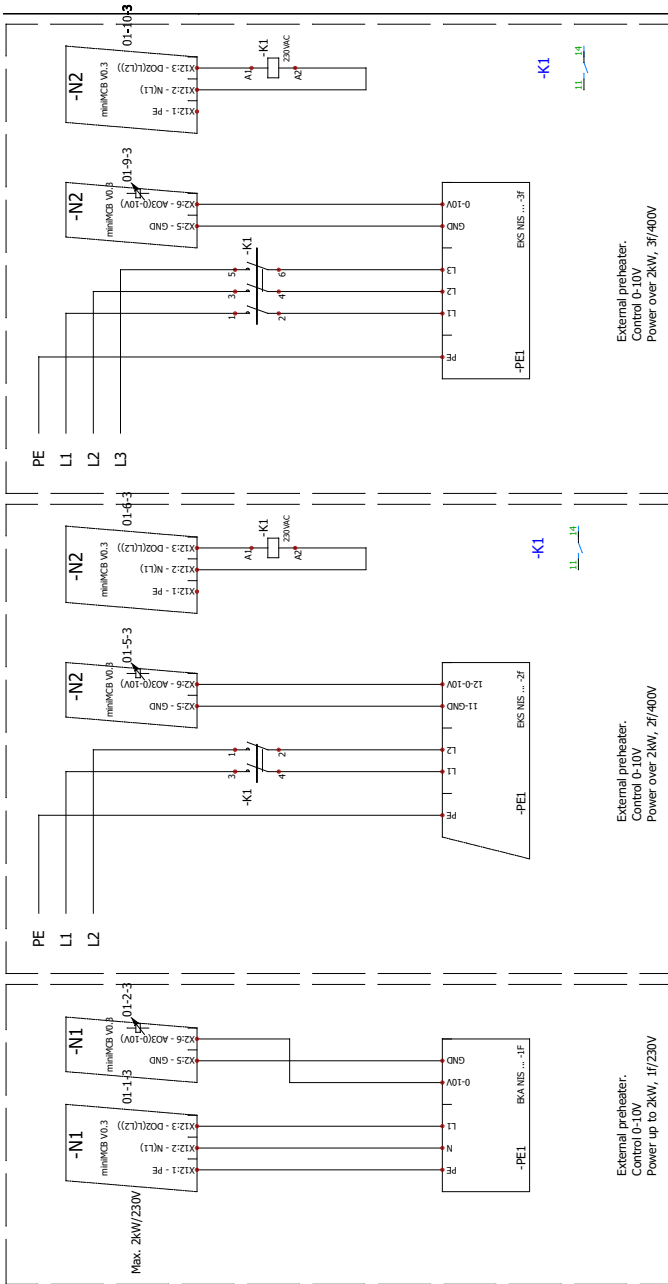 01-10-3
-N2
miniMCB V0.3
X12:3 - DO2(L(L2))
X12:2 - N(L1)
X12:1 - PE
A1
-K1
230VAC
A2
-K1
11
14
01-9-3
-N2
miniMCB V0.3
X2:6 - AO3(0-10V)
X2:5 - GND
-K1
5
6
3
4
1
2
0-10V
GND
L3
L2
L1
PE
EKS NIS ... -3f
-PE1
PE
L1
L2
L3
External preheater.
Control 0-10V
Power over 2kW, 3f/400V
01-6-3
-N2
miniMCB V0.3
X12:3 - DO2(L(L2))
X12:2 - N(L1)
X12:1 - PE
A1
-K1
230VAC
A2
-K1
11
14
01-5-3
-N2
miniMCB V0.3
X2:6 - AO3(0-10V)
X2:5 - GND
1
2
3
4
-K1
12-0-10V
11-GND
L2
L1
PE
EKS NIS ... -2f
-PE1
PE
L1
L2
External preheater.
Control 0-10V
Power over 2kW, 2f/400V
01-2-3
-N1
miniMCB V0.3
X2:6 - AO3(0-10V)
X2:5 - GND
01-1-3
-N1
miniMCB V0.3
X12:3 - DO2(L(L2))
X12:2 - N(L1)
X12:1 - PE
Max. 2kW/230V
GND
0-10V
L1
N
PE
EKA NIS ... -1F
-PE1
External preheater.
Control 0-10V
Power up to 2kW, 1f/230V